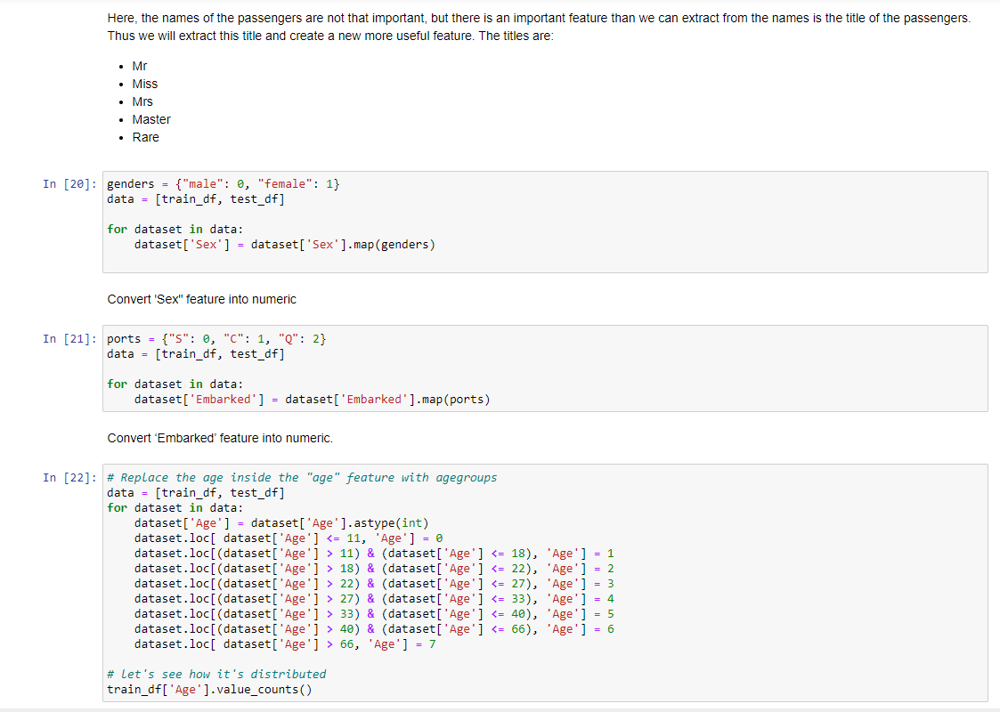 Here, the names of the passengers are not that important, but there is an important feature than we can extract from the names is the title of the passengers.
Thus we will extract this title and create a new more useful feature. The titles are:
• Mr
• Miss
• Mrs
• Master
• Rare
In [20]: genders = {"male": 0, "female": 1}
data = [train_df, test_df]
for dataset in data:
    dataset['Sex'] = dataset['Sex'].map(genders)
Convert 'Sex" feature into numeric
In [21]: ports = {"S": 0, "C": 1, "Q": 2}
data = [train_df, test_df]
for dataset in data:
    dataset['Embarked'] = dataset['Embarked'].map(ports)
Convert ‘Embarked’ feature into numeric.
In [22]: # Replace the age inside the "age" feature with agegroups
data = [train_df, test_df]
for dataset in data:
    dataset['Age'] = dataset['Age'].astype(int)
    dataset.loc[ dataset['Age'] <= 11, 'Age'] = 0
    dataset.loc[(dataset['Age'] > 11) & (dataset['Age'] <= 18), 'Age'] = 1
    dataset.loc[(dataset['Age'] > 18) & (dataset['Age'] <= 22), 'Age'] = 2
    dataset.loc[(dataset['Age'] > 22) & (dataset['Age'] <= 27), 'Age'] = 3
    dataset.loc[(dataset['Age'] > 27) & (dataset['Age'] <= 33), 'Age'] = 4
    dataset.loc[(dataset['Age'] > 33) & (dataset['Age'] <= 40), 'Age'] = 5
    dataset.loc[(dataset['Age'] > 40) & (dataset['Age'] <= 66), 'Age'] = 6
    dataset.loc[ dataset['Age'] > 66, 'Age'] = 7
# let's see how it's distributed
train_df['Age'].value_counts()